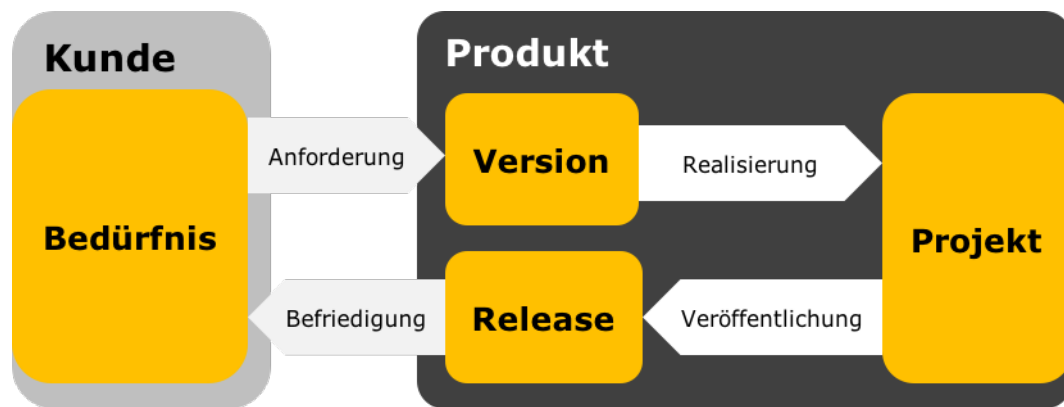 Kunde
Produkt
Bedürfnis
Anforderung
Version
Realisierung
Projekt
Befriedigung
Release
Veröffentlichung